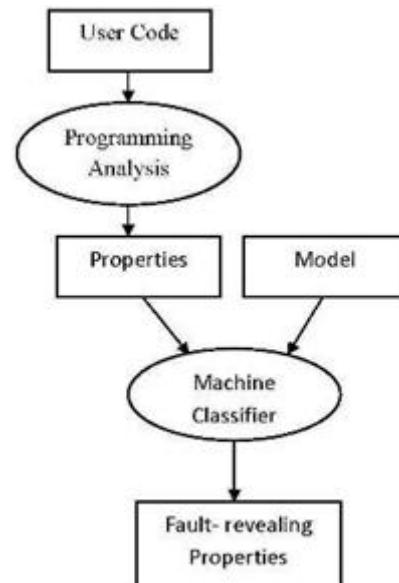 User Code
Programming
Analysis
Properties
Model
Machine
Classifier
Fault- revealing
Properties